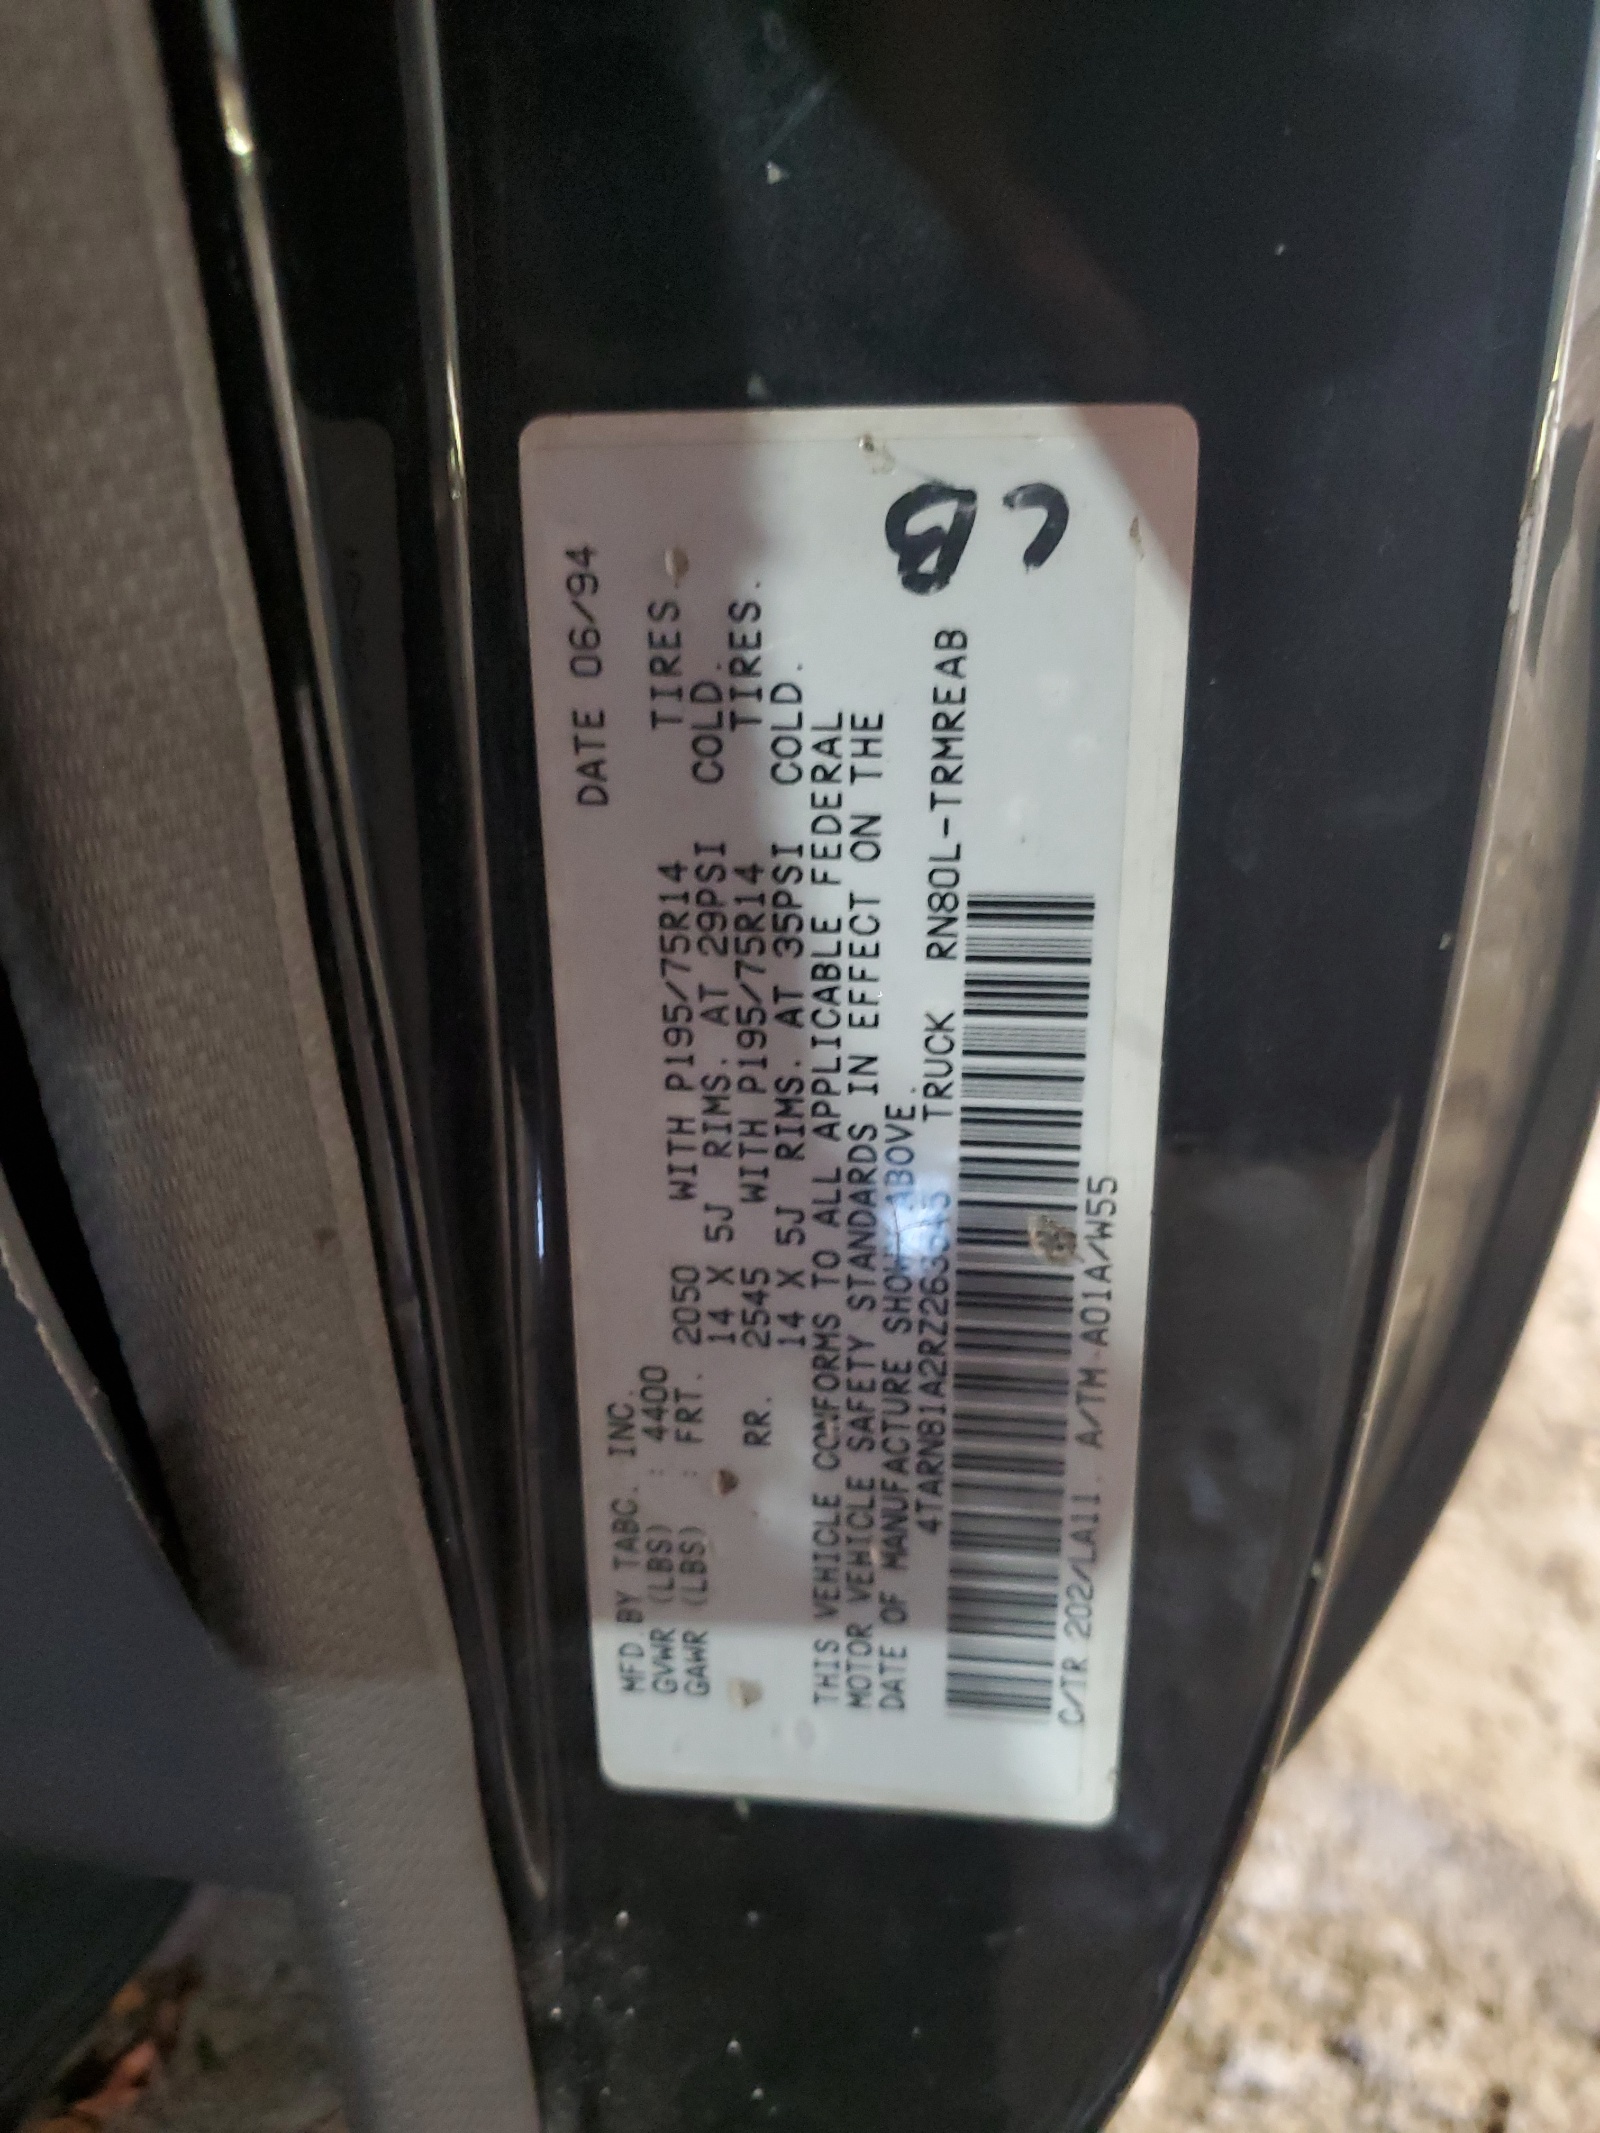 DATE 06/94
MFD. BY TABC. INC.
GVWR (LBS) : 4400
GAWR (LBS) : FRT. 2050 WITH P195/75R14 TIRES.
14 X 5J RIMS. AT 29PSI COLD.
RR. 2545 WITH P195/75R14 TIRES.
14 X 5J RIMS. AT 35PSI COLD.
THIS VEHICLE CONFORMS TO ALL APPLICABLE FEDERAL
MOTOR VEHICLE SAFETY STANDARDS IN EFFECT ON THE
DATE OF MANUFACTURE SHOWN ABOVE.
TRUCK RN80L-TRMREAB B
C
C/TR 202/LA11. A/TM A01A/W55